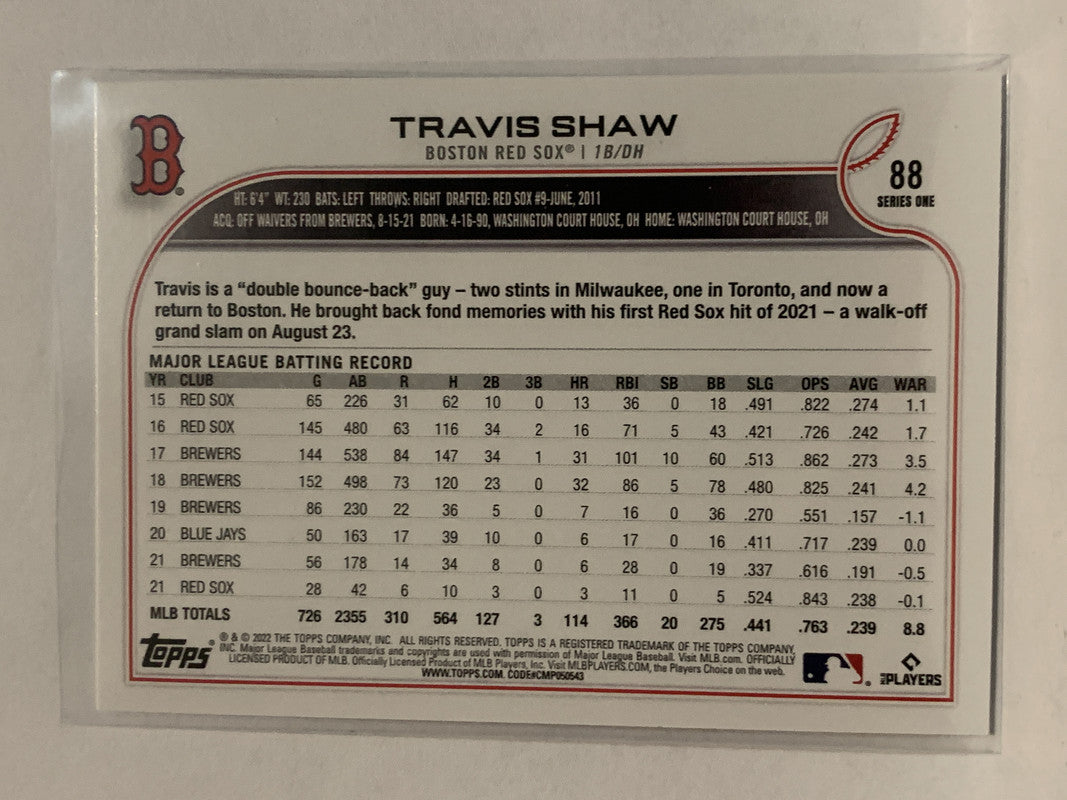 B
TRAVIS SHAW
BOSTON RED SOX® | 1B/DH
88
SERIES ONE
HT: 6'4" WT: 230 BATS: LEFT THROWS: RIGHT DRAFTED: RED SOX #9-JUNE, 2011
ACQ: OFF WAIVERS FROM BREWERS, 8-15-21 BORN: 4-16-90, WASHINGTON COURT HOUSE, OH HOME: WASHINGTON COURT HOUSE, OH
Travis is a “double bounce-back” guy – two stints in Milwaukee, one in Toronto, and now a
return to Boston. He brought back fond memories with his first Red Sox hit of 2021 – a walk-off
grand slam on August 23.
MAJOR LEAGUE BATTING RECORD
YR CLUB G AB R H 2B 3B HR RBI SB BB SLG OPS AVG WAR
15 RED SOX 65 226 31 62 10 0 13 36 0 18 .491 .822 .274 1.1
16 RED SOX 145 480 63 116 34 2 16 71 5 43 .421 .726 .242 1.7
17 BREWERS 144 538 84 147 34 1 31 101 10 60 .513 .862 .273 3.5
18 BREWERS 152 498 73 120 23 0 32 86 5 78 .480 .825 .241 4.2
19 BREWERS 86 230 22 36 5 0 7 16 0 36 .270 .551 .157 -1.1
20 BLUE JAYS 50 163 17 39 10 0 6 17 0 16 .411 .717 .239 0.0
21 BREWERS 56 178 14 34 8 0 6 28 0 19 .337 .616 .191 -0.5
21 RED SOX 28 42 6 10 3 0 3 11 0 5 .524 .843 .238 -0.1
MLB TOTALS 726 2355 310 564 127 3 114 366 20 275 .441 .763 .239 8.8
Topps®
® & © 2022 THE TOPPS COMPANY, INC. ALL RIGHTS RESERVED. TOPPS IS A REGISTERED TRADEMARK OF THE TOPPS COMPANY,
INC. Major League Baseball trademarks and copyrights are used with permission of Major League Baseball. Visit MLB.com. OFFICIALLY
LICENSED PRODUCT OF MLB. Officially Licensed Product of MLB Players, Inc. Visit MLBPLAYERS.COM, the Players Choice on the web.
WWW.TOPPS.COM. CODE#CMP050543
MLB PLAYERS